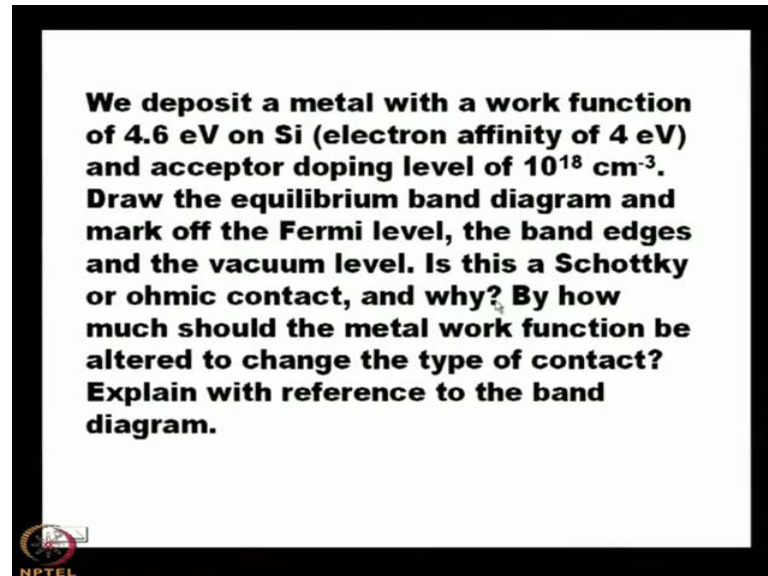 We deposit a metal with a work function
of 4.6 eV on Si (electron affinity of 4 eV)
and acceptor doping level of 10¹⁸ cm⁻³.
Draw the equilibrium band diagram and
mark off the Fermi level, the band edges
and the vacuum level. Is this a Schottky
or ohmic contact, and why? By how
much should the metal work function be
altered to change the type of contact?
Explain with reference to the band
diagram.
NPTEL